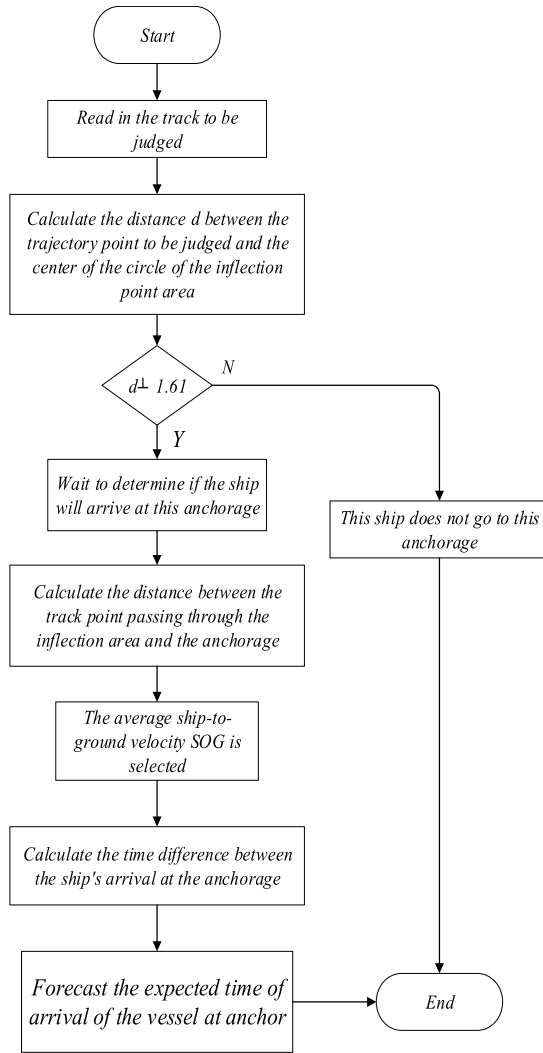 Start
Read in the track to be
judged
Calculate the distance d between the
trajectory point to be judged and the
center of the circle of the inflection
point area
d┴ 1.61
N
Y
Wait to determine if the ship
will arrive at this anchorage
This ship does not go to this
anchorage
Calculate the distance between the
track point passing through the
inflection area and the anchorage
The average ship-to-
ground velocity SOG is
selected
Calculate the time difference between
the ship's arrival at the anchorage
Forecast the expected time of
arrival of the vessel at anchor
End